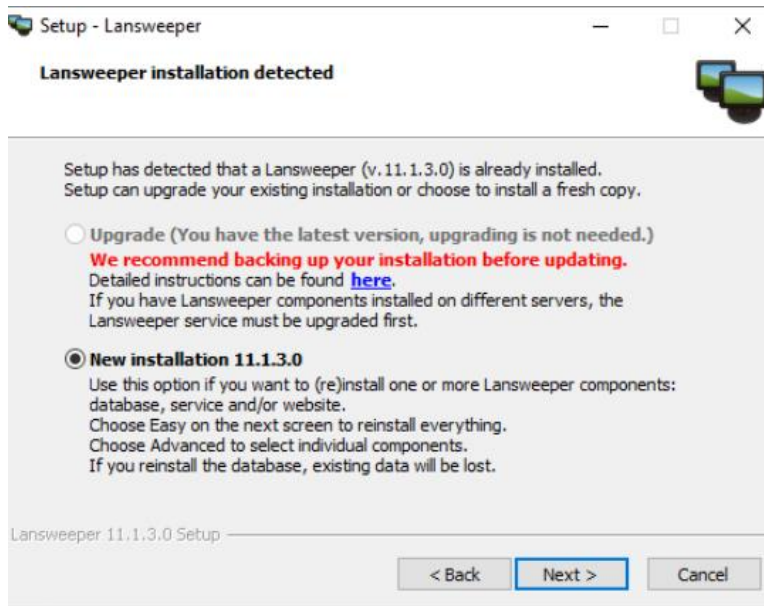 Setup - Lansweeper
Lansweeper installation detected
Setup has detected that a Lansweeper (v.11.1.3.0) is already installed.
Setup can upgrade your existing installation or choose to install a fresh copy.
Upgrade (You have the latest version, upgrading is not needed.)
We recommend backing up your installation before updating.
Detailed instructions can be found here.
If you have Lansweeper components installed on different servers, the
Lansweeper service must be upgraded first.
New installation 11.1.3.0
Use this option if you want to (re)install one or more Lansweeper components:
database, service and/or website.
Choose Easy on the next screen to reinstall everything.
Choose Advanced to select individual components.
If you reinstall the database, existing data will be lost.
Lansweeper 11.1.3.0 Setup
< Back Next > Cancel